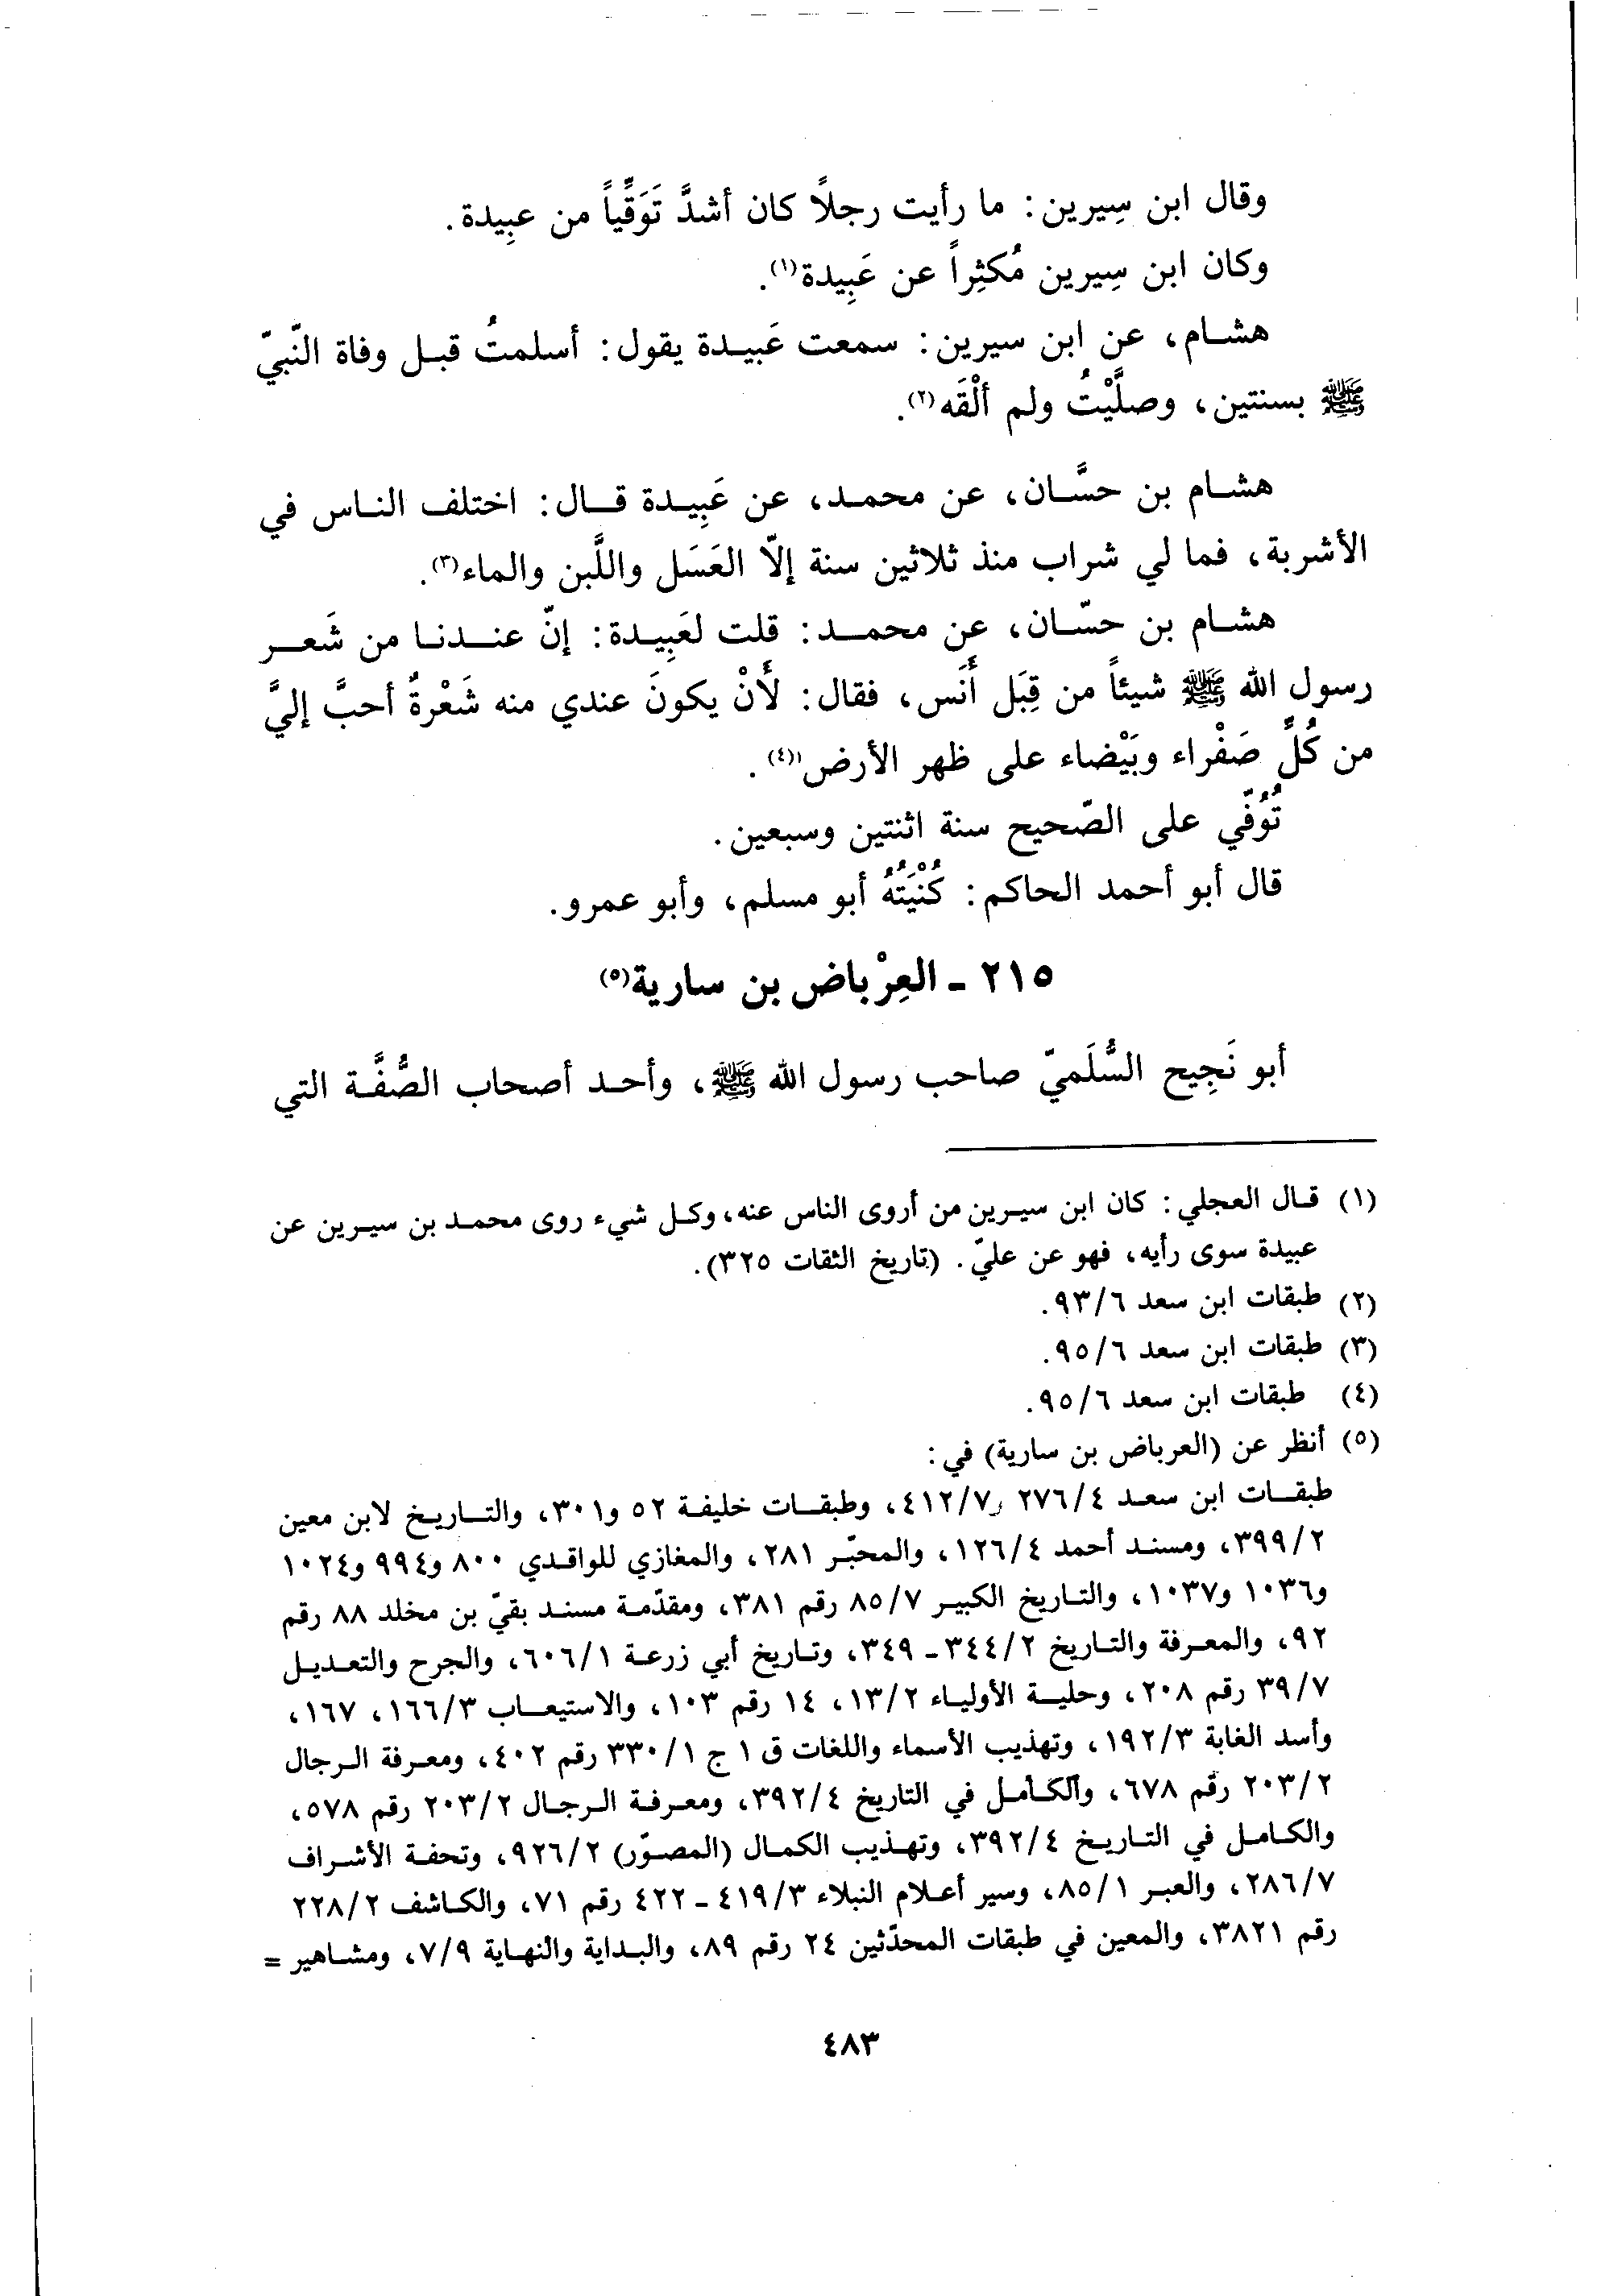 وقال ابن سِيرين: ما رأيت رجلاً كان أشدَّ تَوَقِّياً من عبِيدة.
وكان ابن سِيرين مُكثِراً عن عَبِيدة(١).
هشام، عن ابن سيرين: سمعت عَبيدة يقول: أسلمتُ قبل وفاة النّبيّ
ﷺ بسنتين، وصلَّيْتُ ولم ألْقَه(٢).
هشام بن حسَّان، عن محمد، عن عَبِيدة قال: اختلف الناس في
الأشربة، فما لي شراب منذ ثلاثين سنة إلّا العَسَل واللَّبن والماء(٣).
هشام بن حسّان، عن محمد: قلت لعَبِيدة: إنّ عندنا من شَعر
رسول الله ﷺ شيئاً من قِبَل أَنَس، فقال: لَأَنْ يكونَ عندي منه شَعْرةٌ أحبَّ إليَّ
من كُلِّ صَفْراء وبَيْضاء على ظهر الأرض(٤).
تُوُفّي على الصّحيح سنة اثنتين وسبعين.
قال أبو أحمد الحاكم: كُنْيَتُهُ أبو مسلم، وأبو عمرو.
٢١٥ - العِرْباض بن سارية(٥)
أبو نَجِيح السُّلَميّ صاحب رسول الله ﷺ، وأحد أصحاب الصُّفَّة التي
(١) قال العجلي: كان ابن سيرين من أروى الناس عنه، وكل شيء روى محمد بن سيرين عن
عبيدة سوى رأيه، فهو عن عليّ. (تاريخ الثقات ٣٢٥).
(٢) طبقات ابن سعد ٩٣/٦.
(٣) طبقات ابن سعد ٩٥/٦.
(٤) طبقات ابن سعد ٩٥/٦.
(٥) أنظر عن (العرباض بن سارية) في:
طبقات ابن سعد ٢٧٦/٤ و٤١٢/٧، وطبقات خليفة ٥٢ و٣٠١، والتاريخ لابن معين
٣٩٩/٢، ومسند أحمد ١٢٦/٤، والمحبّر ٢٨١، والمغازي للواقدي ٨٠٠ و٩٩٤ و١٠٢٤
و١٠٣٦ و١٠٣٧، والتاريخ الكبير ٨٥/٧ رقم ٣٨١، ومقدّمة مسند بقيّ بن مخلد ٨٨ رقم
٩٢، والمعرفة والتاريخ ٣٤٤/٢ - ٣٤٩، وتاريخ أبي زرعة ٦٠٦/١، والجرح والتعديل
٣٩/٧ رقم ٢٠٨، وحلية الأولياء ١٣/٢، ١٤ رقم ١٠٣، والاستيعاب ١٦٦/٣، ١٦٧،
وأسد الغابة ١٩٢/٣، وتهذيب الأسماء واللغات ق ١ ج ٣٣٠/١ رقم ٤٠٢، ومعرفة الرجال
٢٠٣/٢ رقم ٦٧٨، والكامل في التاريخ ٣٩٢/٤، ومعرفة الرجال ٢٠٣/٢ رقم ٥٧٨،
والكامل في التاريخ ٣٩٢/٤، وتهذيب الكمال (المصوّر) ٩٢٦/٢، وتحفة الأشراف
٢٨٦/٧، والعبر ٨٥/١، وسير أعلام النبلاء ٤١٩/٣ - ٤٢٢ رقم ٧١، والكاشف ٢٢٨/٢
رقم ٣٨٢١، والمعين في طبقات المحدّثين ٢٤ رقم ٨٩، والبداية والنهاية ٧/٩، ومشاهير =
٤٨٣